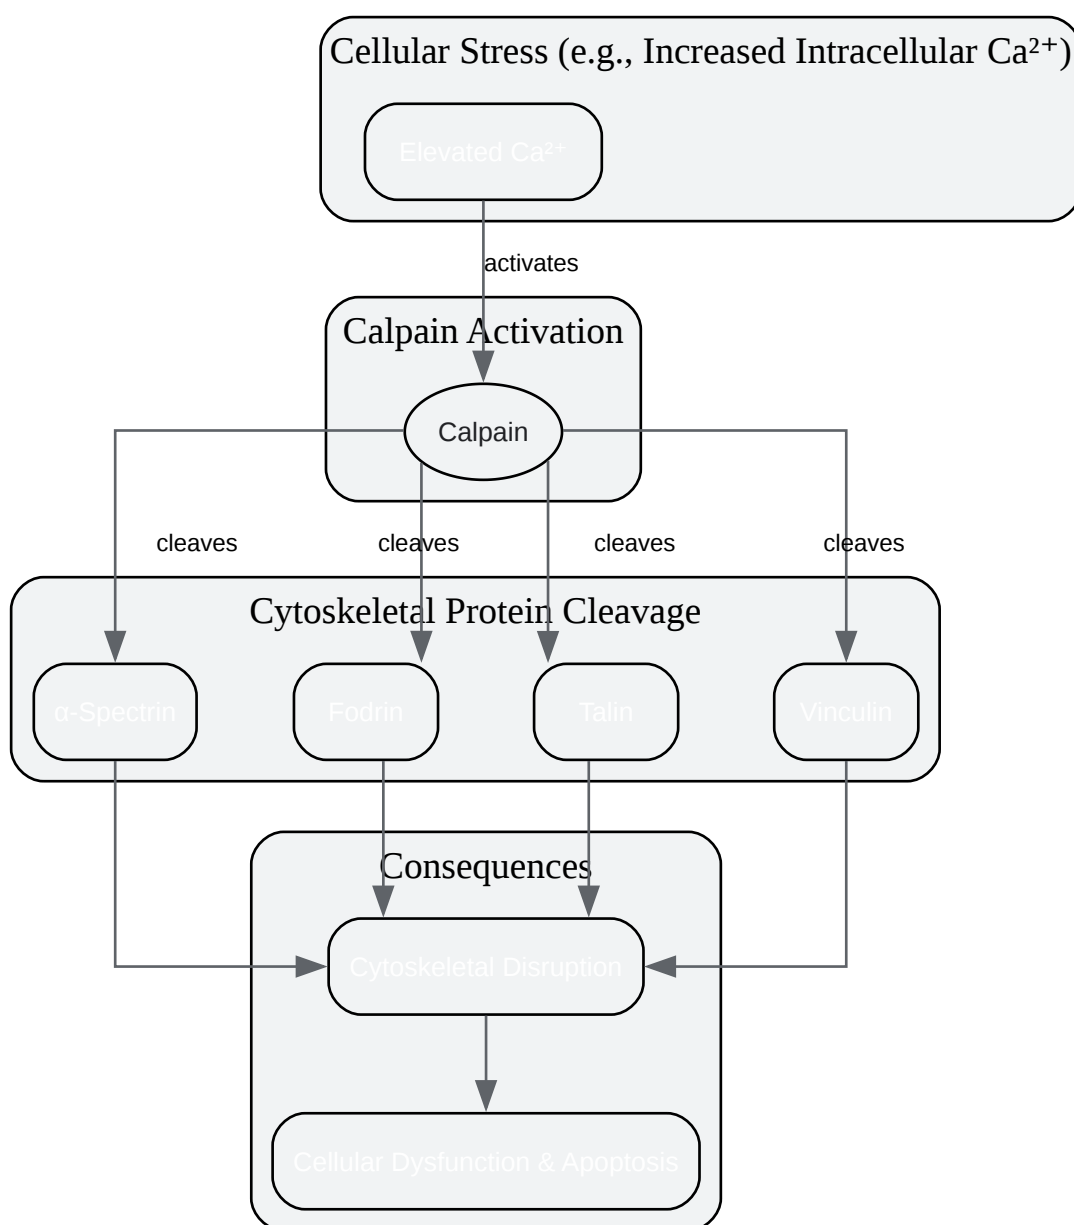 Cellular Stress (e.g., Increased Intracellular Ca²⁺)
Elevated Ca²⁺
activates
Calpain Activation
Calpain
cleaves
cleaves
cleaves
cleaves
Cytoskeletal Protein Cleavage
α-Spectrin
Fodrin
Talin
Vinculin
Consequences
Cytoskeletal Disruption
Cellular Dysfunction & Apoptosis